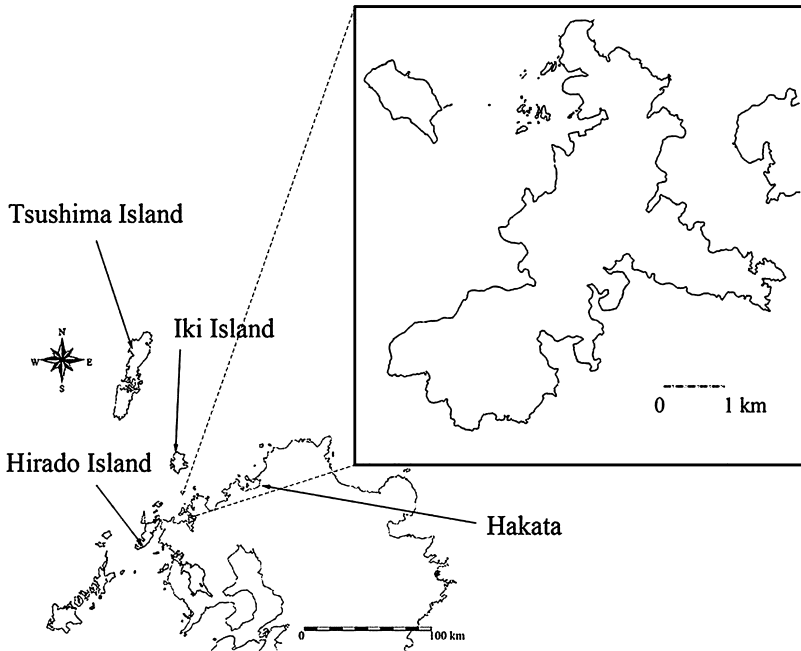 Tsushima Island
Iki Island
N
W E
S
0 1 km
Hirado Island
Hakata
0 100 km